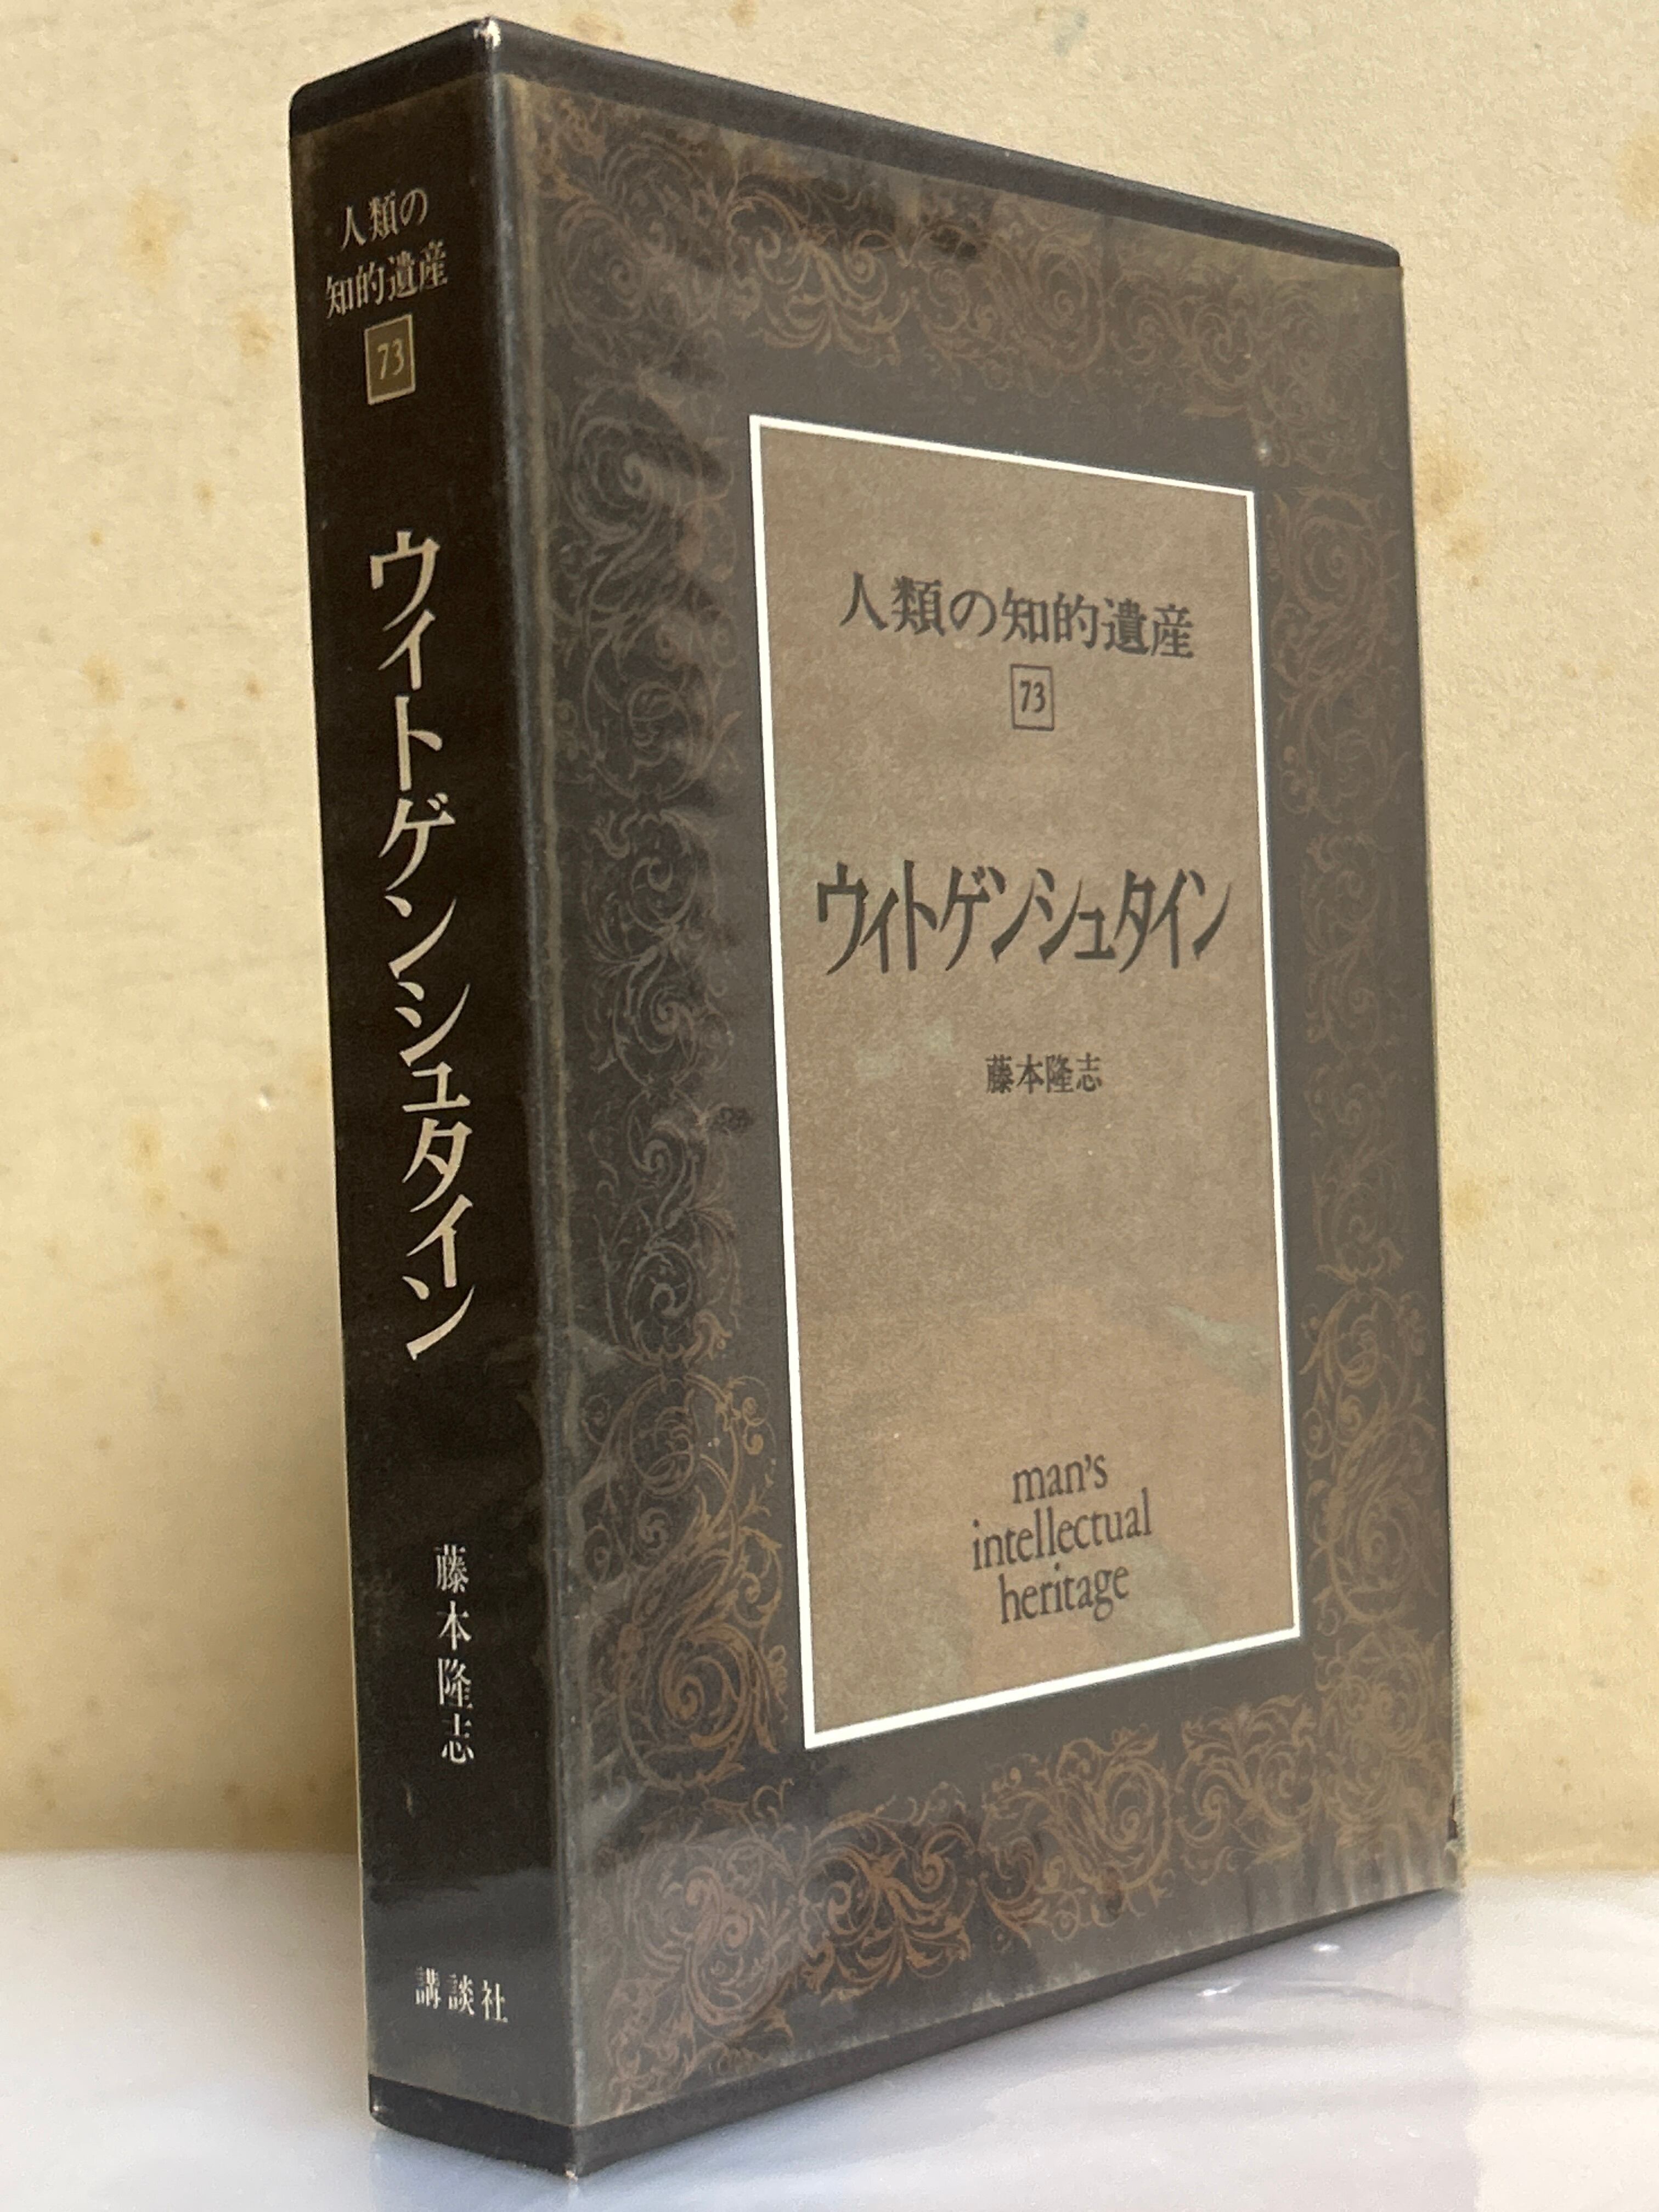 人類の
知的遺産
73
ウィトゲンシュタイン
藤本隆志
講談社
人類の知的遺産
73
ウィトゲンシュタイン
藤本隆志
man's
intellectual
heritage